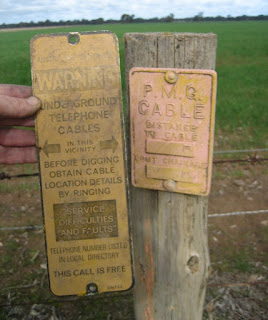 WARNING
UNDERGROUND
TELEPHONE
CABLES
IN THIS
VICINITY
BEFORE DIGGING
OBTAIN CABLE
LOCATION DETAILS
BY RINGING
SERVICE
DIFFICULTIES
AND FAULTS
TELEPHONE NUMBER LISTED
IN LOCAL DIRECTORY
THIS CALL IS FREE
P.M.G.
CABLE
DISTANCE
TO CABLE